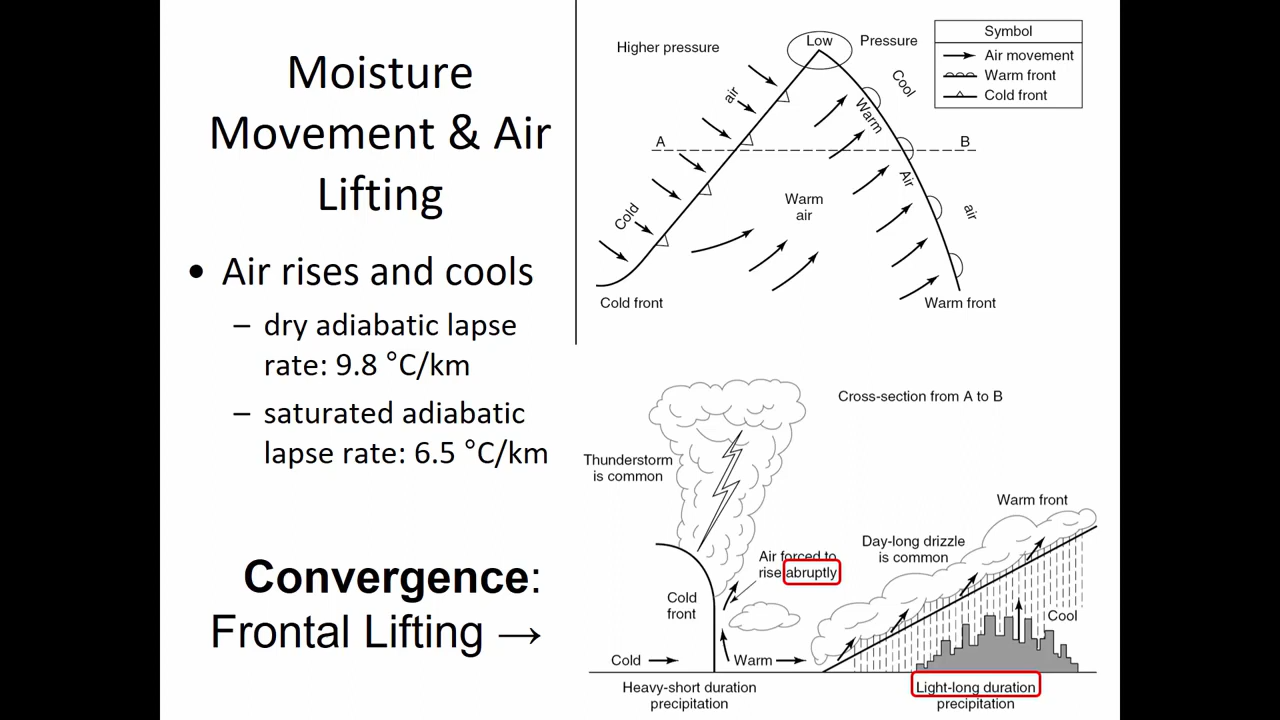 Moisture
Movement & Air
Lifting
• Air rises and cools
– dry adiabatic lapse
rate: 9.8 °C/km
– saturated adiabatic
lapse rate: 6.5 °C/km
Convergence:
Frontal Lifting →
Higher pressure
Low Pressure
Symbol
Air movement
Warm front
Cold front
air
Cool
Warm
A
B
Air
Warm
air
Cold
air
Cold front
Warm front
Cross-section from A to B
Thunderstorm
is common
Warm front
Day-long drizzle
is common
Air forced to
rise abruptly
Cold
front
Cool
Cold
Warm
Heavy-short duration
precipitation
Light-long duration
precipitation